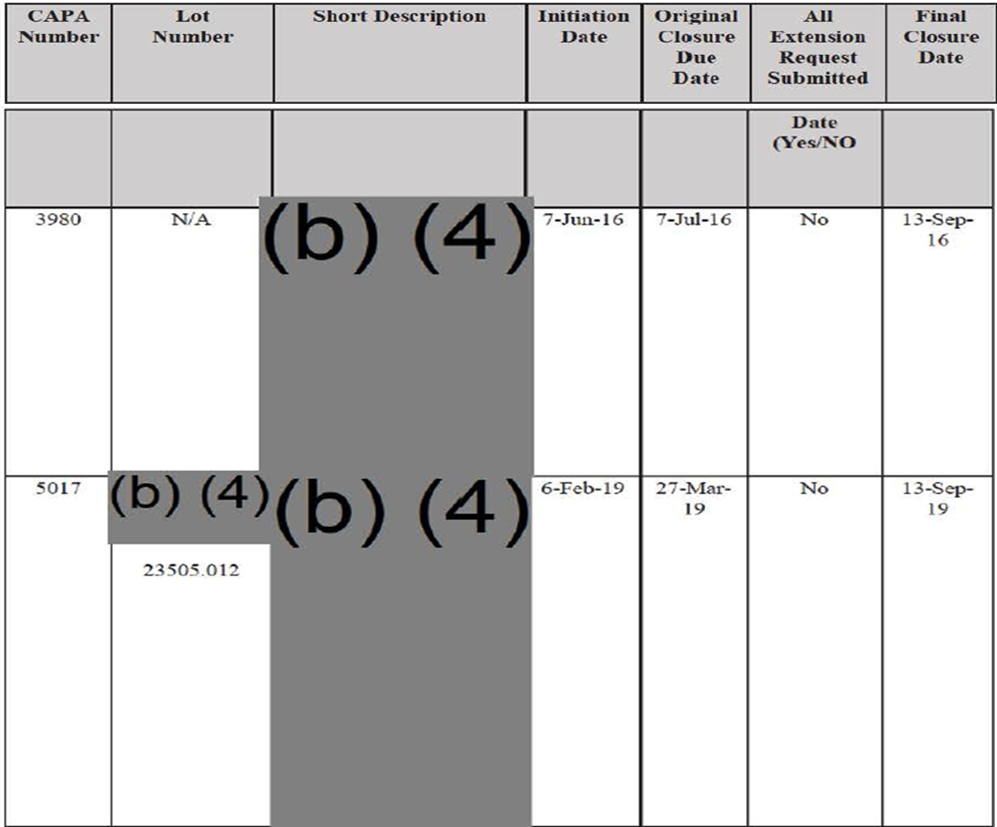 CAPA Number Lot Number Short Description Initiation Date Original Closure Due Date All Extension Request Submitted Final Closure Date
Date (Yes/NO
3980 N/A (b) (4) 7-Jun-16 7-Jul-16 No 13-Sep-16
5017 (b) (4) (b) (4) 6-Feb-19 27-Mar-19 No 13-Sep-19
23505.012